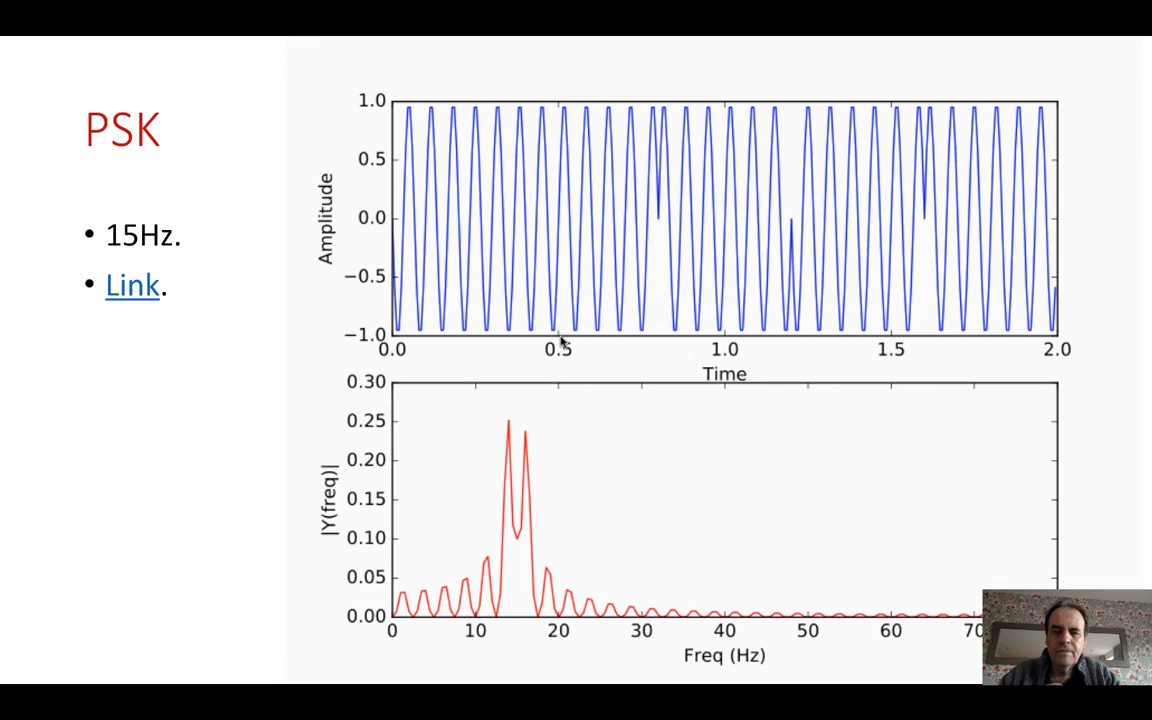 PSK
• 15Hz.
• Link.
1.0
0.5
0.0
−0.5
−1.0
Amplitude
0.0 0.5 1.0 1.5 2.0
Time
0.30
0.25
0.20
0.15
0.10
0.05
0.00
|Y(freq)|
0 10 20 30 40 50 60 70
Freq (Hz)